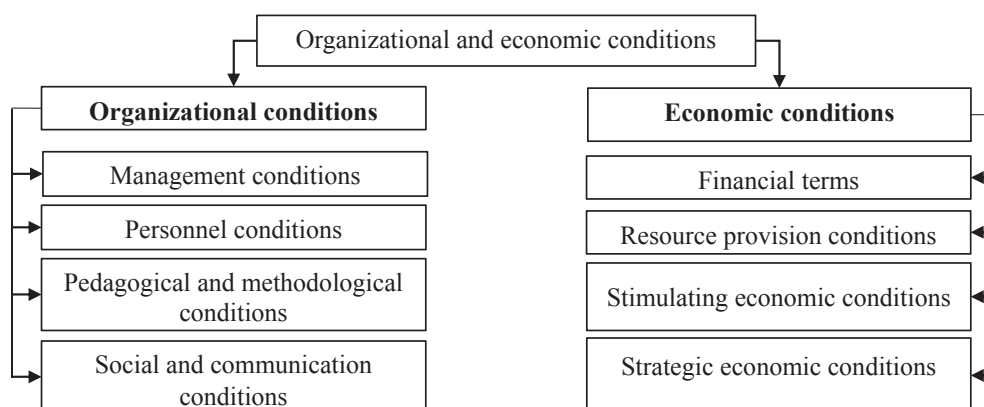 Organizational and economic conditions
Organizational conditions
Management conditions
Personnel conditions
Pedagogical and methodological
conditions
Social and communication
conditions
Economic conditions
Financial terms
Resource provision conditions
Stimulating economic conditions
Strategic economic conditions